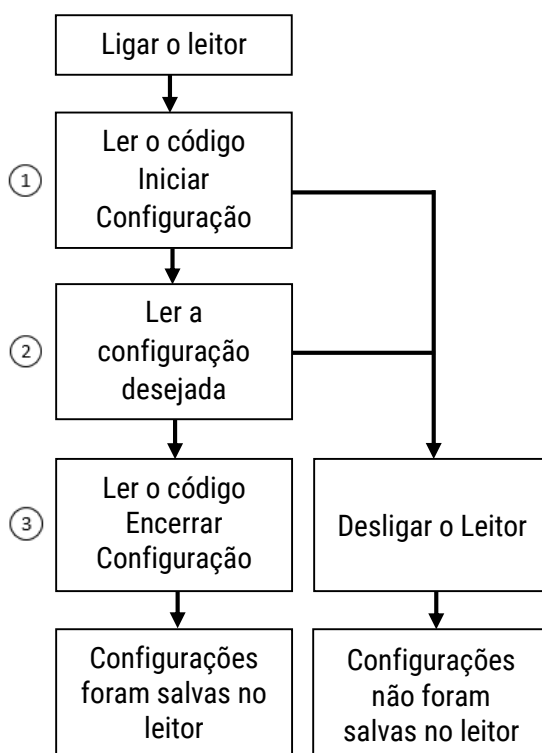 Ligar o leitor
1
Ler o código
Iniciar
Configuração
2
Ler a
configuração
desejada
3
Ler o código
Encerrar
Configuração
Desligar o Leitor
Configurações
foram salvas no
leitor
Configurações
não foram
salvas no leitor